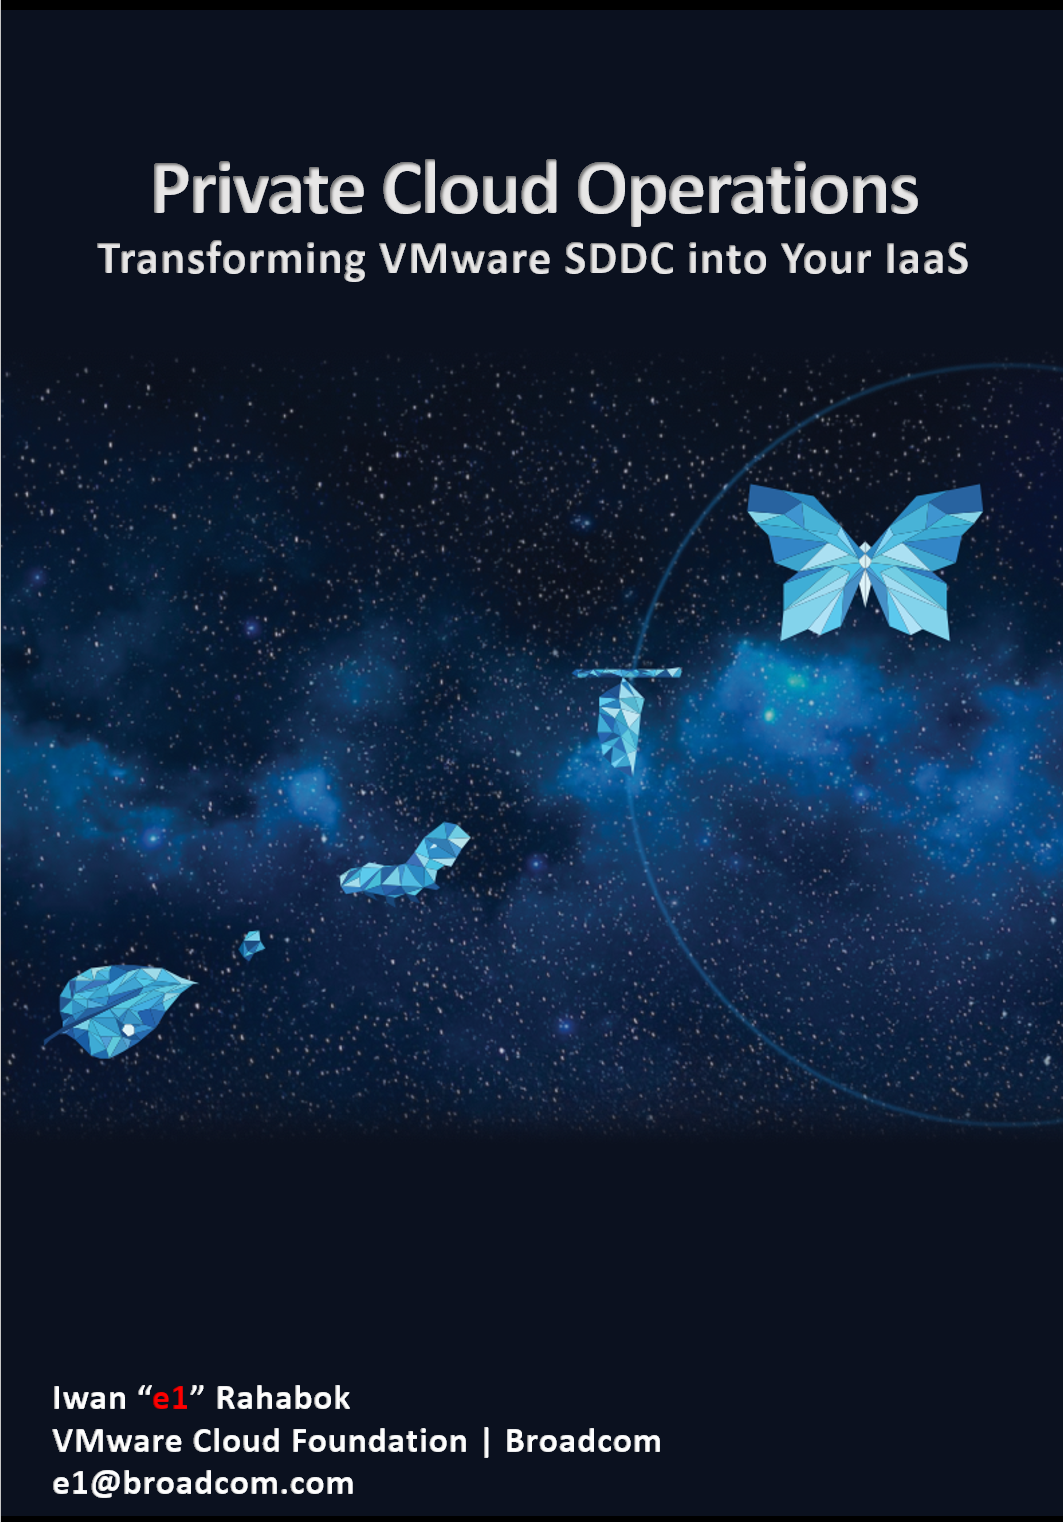 Private Cloud Operations
Transforming VMware SDDC into Your IaaS
Iwan “e1” Rahabok
VMware Cloud Foundation | Broadcom
e1@broadcom.com